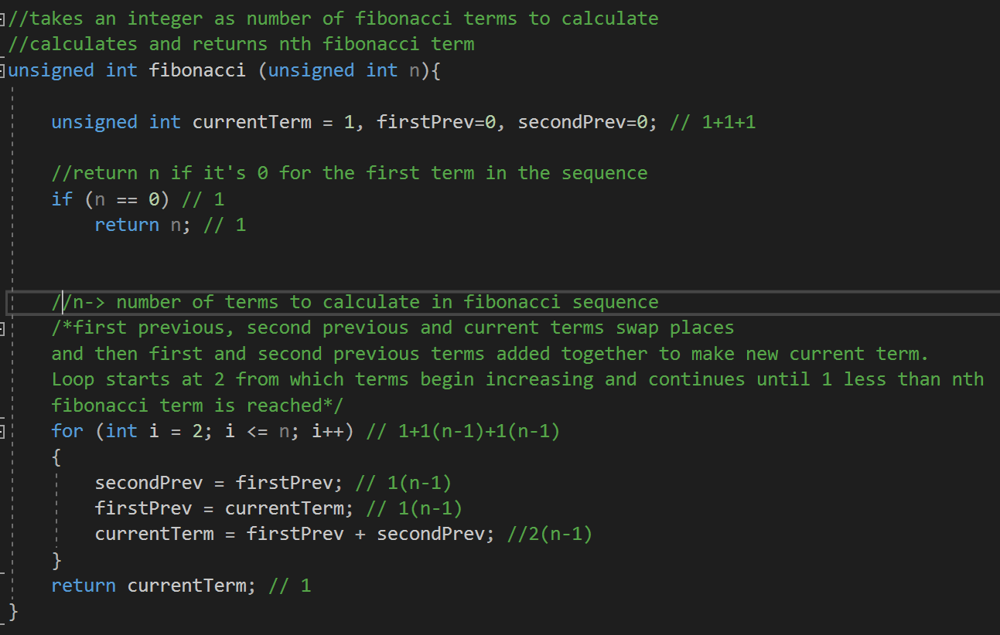 //takes an integer as number of fibonacci terms to calculate
//calculates and returns nth fibonacci term
unsigned int fibonacci (unsigned int n){
unsigned int currentTerm = 1, firstPrev=0, secondPrev=0; // 1+1+1
//return n if it's 0 for the first term in the sequence
if (n == 0) // 1
return n; // 1
//n-> number of terms to calculate in fibonacci sequence
/*first previous, second previous and current terms swap places
and then first and second previous terms added together to make new current term.
Loop starts at 2 from which terms begin increasing and continues until 1 less than nth
fibonacci term is reached*/
for (int i = 2; i <= n; i++) // 1+1(n-1)+1(n-1)
{
secondPrev = firstPrev; // 1(n-1)
firstPrev = currentTerm; // 1(n-1)
currentTerm = firstPrev + secondPrev; //2(n-1)
}
return currentTerm; // 1
}